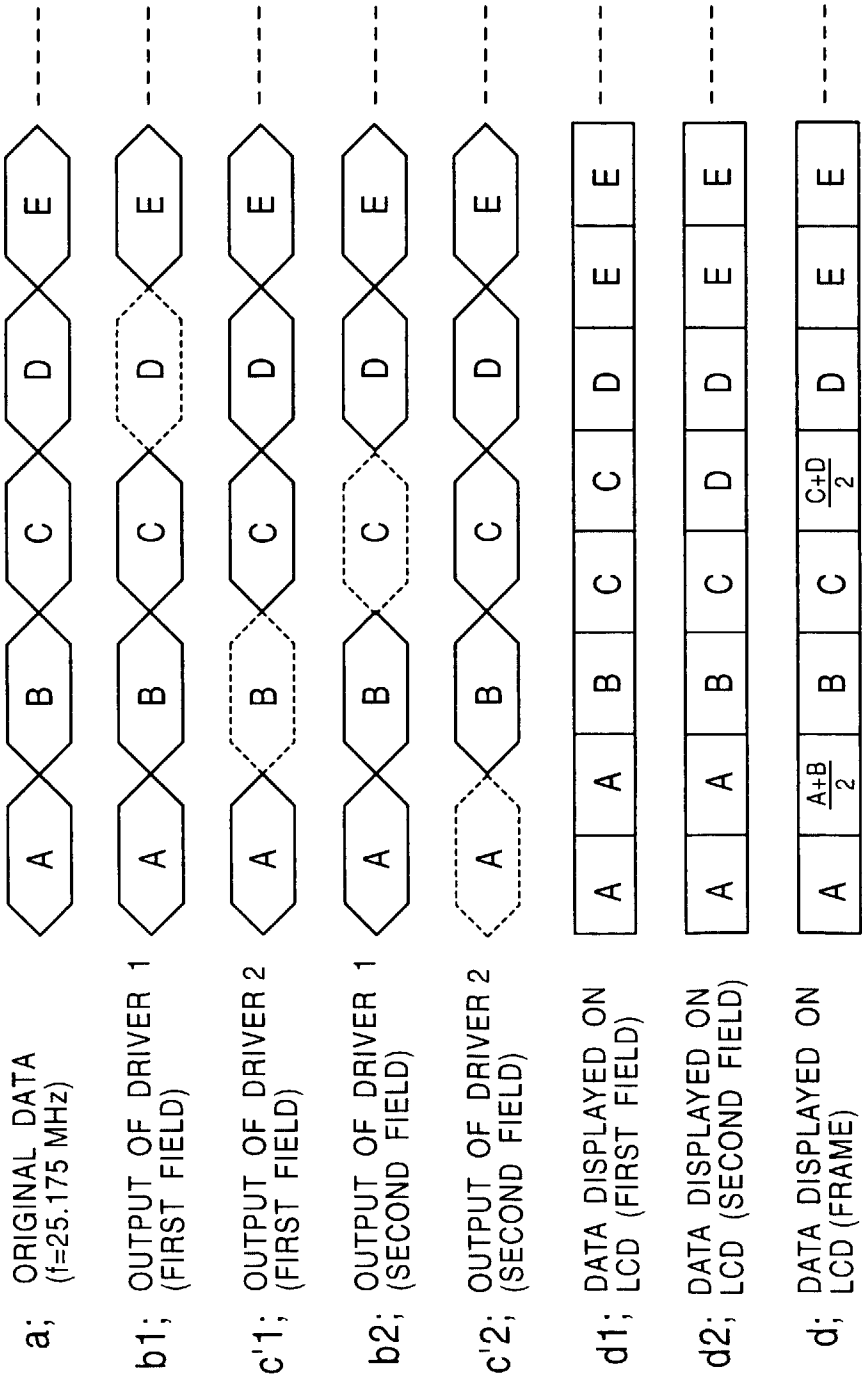 a; ORIGINAL DATA
(f=25.175 MHz)
A B C D E
b1; OUTPUT OF DRIVER 1
(FIRST FIELD)
A B C D E
c'1; OUTPUT OF DRIVER 2
(FIRST FIELD)
A B C D E
b2; OUTPUT OF DRIVER 1
(SECOND FIELD)
A B C D E
c'2; OUTPUT OF DRIVER 2
(SECOND FIELD)
A B C D E
d1; DATA DISPLAYED ON
LCD (FIRST FIELD)
A A B C C D E E
d2; DATA DISPLAYED ON
LCD (SECOND FIELD)
A A B C D D E E
d; DATA DISPLAYED ON
LCD (FRAME)
A A+B/2 B C C+D/2 D E E